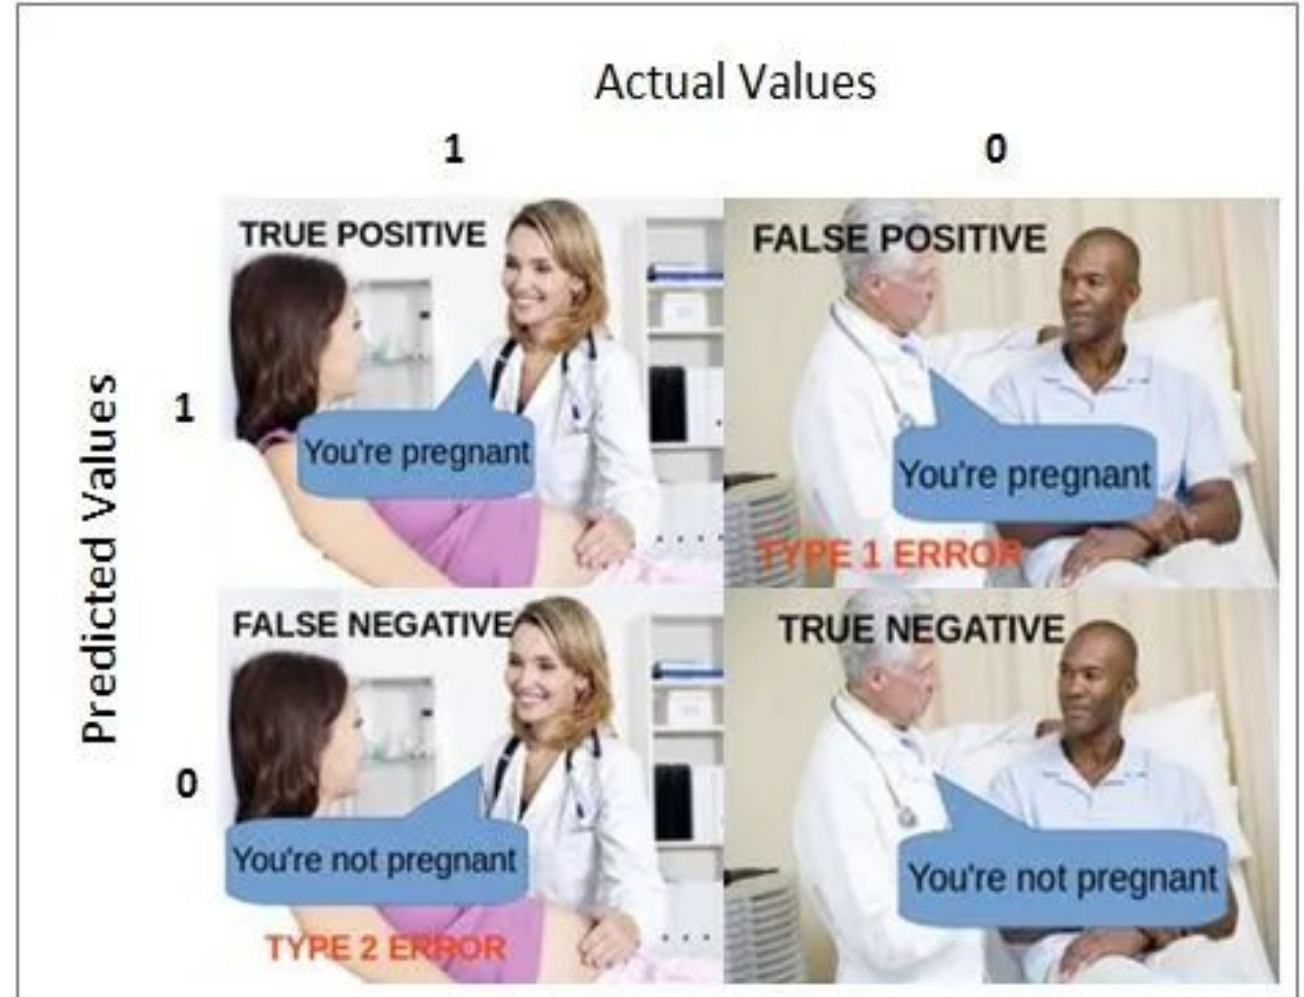 Actual Values
1
0
TRUE POSITIVE
FALSE POSITIVE
Predicted Values
1
You're pregnant
You're pregnant
TYPE 1 ERROR
FALSE NEGATIVE
TRUE NEGATIVE
0
You're not pregnant
You're not pregnant
TYPE 2 ERROR